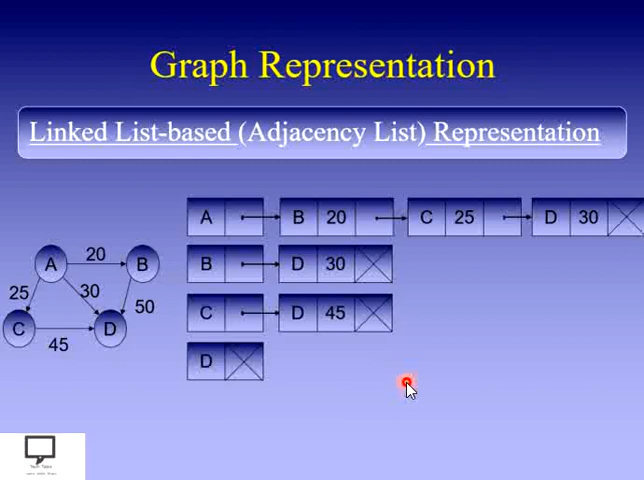 Graph Representation
Linked List-based (Adjacency List) Representation
A B 20 C 25 D 30
B D 30
C D 45
D
A 20 B
25 30 50
C D
45